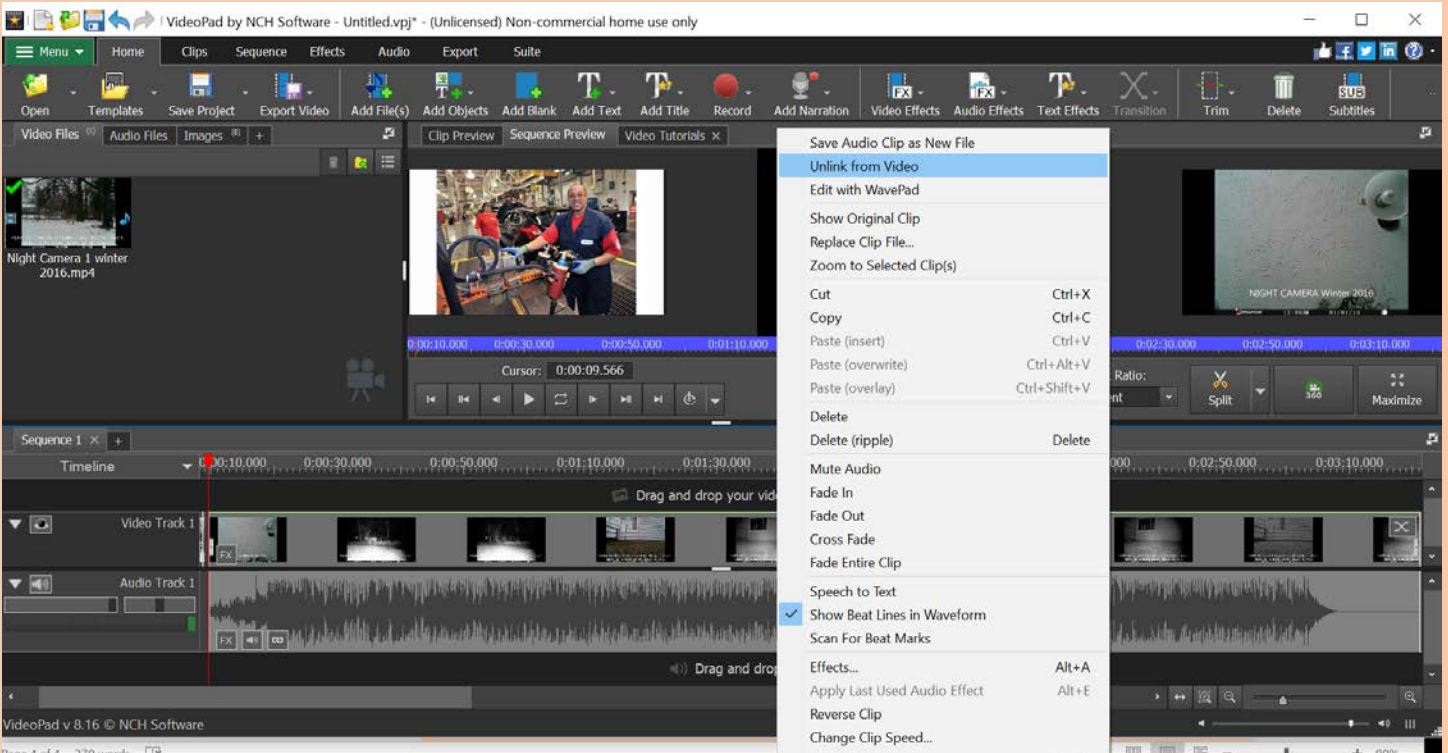 VideoPad by NCH Software - Untitled.vpj* - (Unlicensed) Non-commercial home use only
Menu Home Clips Sequence Effects Audio Export Suite
Open Templates Save Project Export Video Add File(s) Add Objects Add Blank Add Text Add Title Record Add Narration Video Effects Audio Effects Text Effects Transition Trim Delete Subtitles
Video Files Audio Files Images + Clip Preview Sequence Preview Video Tutorials
Night Camera 1 winter
2016.mp4
NIGHT CAMERA Winter 2016
0:00:10.000 0:00:30.000 0:00:50.000 0:01:10.000 0:02:30.000 0:02:50.000 0:03:10.000
Cursor: 0:00:09.566
Ratio:
Split
360
Maximize
Save Audio Clip as New File
Unlink from Video
Edit with WavePad
Show Original Clip
Replace Clip File...
Zoom to Selected Clip(s)
Cut Ctrl+X
Copy Ctrl+C
Paste (insert) Ctrl+V
Paste (overwrite) Ctrl+Alt+V
Paste (overlay) Ctrl+Shift+V
Delete
Delete (ripple) Delete
Mute Audio
Fade In
Fade Out
Cross Fade
Fade Entire Clip
Speech to Text
Show Beat Lines in Waveform
Scan For Beat Marks
Effects... Alt+A
Apply Last Used Audio Effect Alt+E
Reverse Clip
Change Clip Speed...
Sequence 1 +
Timeline 0:00:10.000 0:00:30.000 0:00:50.000 0:01:10.000 0:01:30.000 0:02:50.000 0:03:10.000
Drag and drop your
Video Track 1
FX
Audio Track 1
FX
Drag and
VideoPad v 8.16 © NCH Software